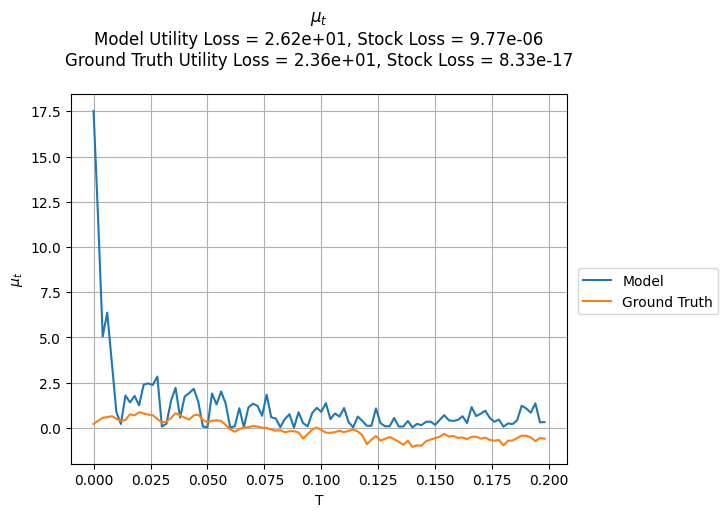 μt
Model Utility Loss = 2.62e+01, Stock Loss = 9.77e-06
Ground Truth Utility Loss = 2.36e+01, Stock Loss = 8.33e-17
17.5
15.0
12.5
10.0
7.5
5.0
2.5
0.0
μt
0.000
0.025
0.050
0.075
0.100
0.125
0.150
0.175
0.200
T
Model
Ground Truth